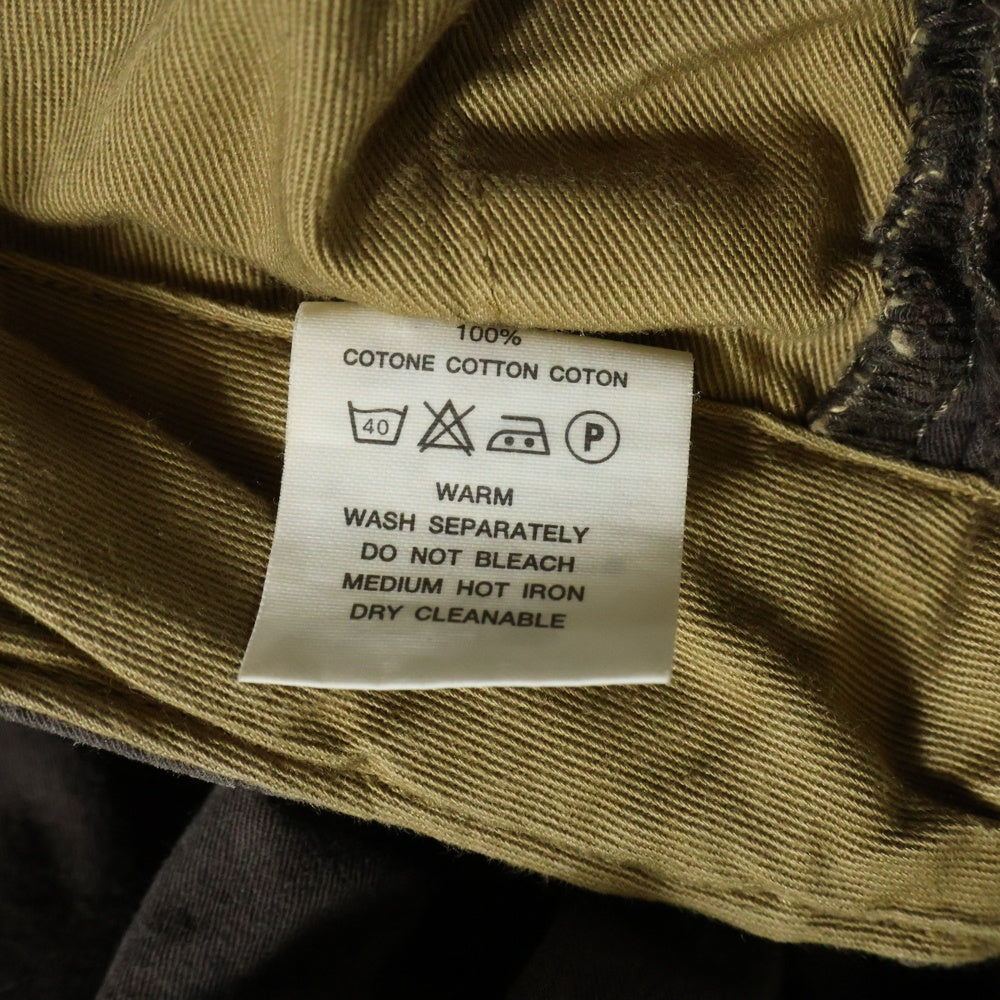 100%
COTONE COTTON COTON
40 P
WARM
WASH SEPARATELY
DO NOT BLEACH
MEDIUM HOT IRON
DRY CLEANABLE